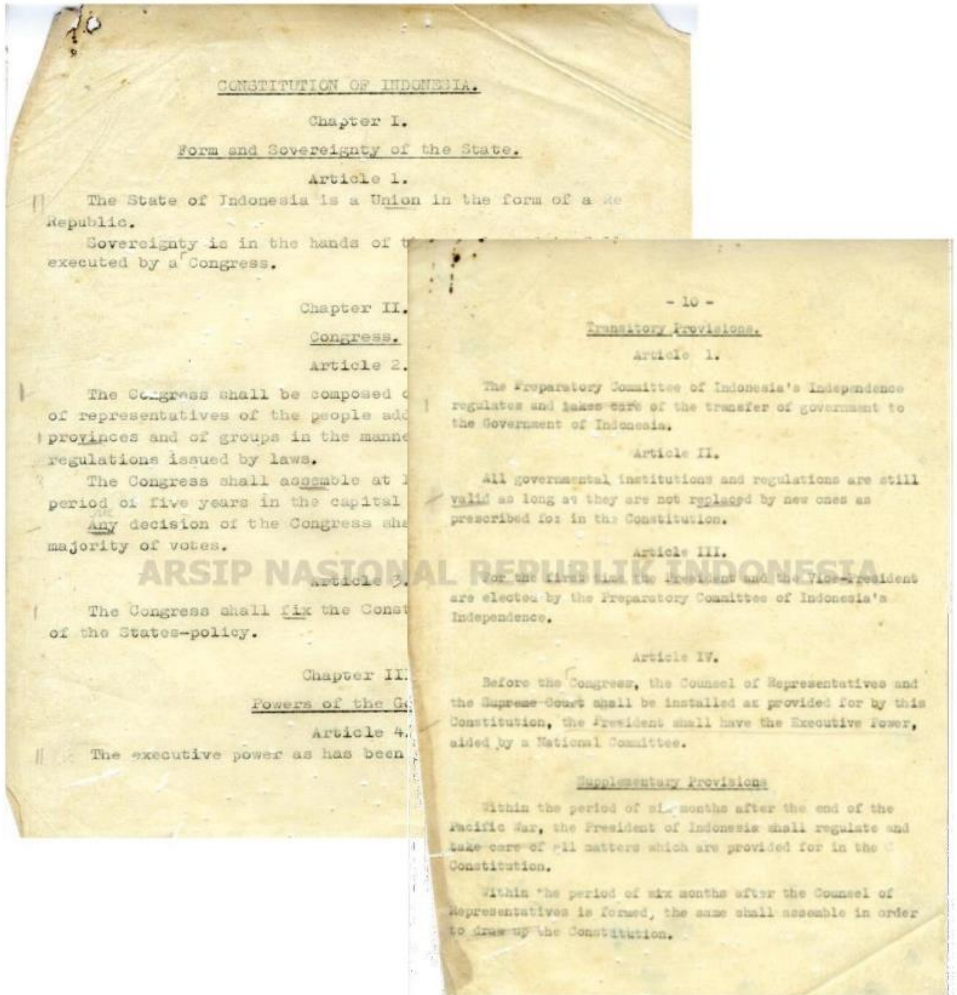 CONSTITUTION OF INDONESIA.
Chapter I.
Form and Sovereignty of the State.
Article 1.
The State of Indonesia is a Union in the form of a Re
Republic.
Sovereignty is in the hands of
executed by a Congress.
Chapter II.
Congress.
Article 2.
The Congress shall be composed
of representatives of the people
provinces and of groups in the
regulations issued by laws.
The Congress shall assemble at
period of five years in the capital
Any decision of the Congress
majority of votes.
Article 3.
The Congress shall fix the
of the States-policy.
Chapter III
Powers of the
Article 4.
The executive power as has been
- 10 -
Transitory Provisions.
Article 1.
The Preparatory Committee of Indonesia's Independence
regulates and takes care of the transfer of government to
the Government of Indonesia.
Article II.
All governmental institutions and regulations are still
valid as long as they are not replaced by new ones as
prescribed for in the Constitution.
Article III.
For the first time the President and the Vice-President
are elected by the Preparatory Committee of Indonesia's
Independence.
Article IV.
Before the Congress, the Counsel of Representatives and
the Supreme Court shall be installed as provided for by this
Constitution, the President shall have the Executive Power,
aided by a National Committee.
Supplementary Provisions
Within the period of six months after the end of the
Pacific War, the President of Indonesia shall regulate and
take care of all matters which are provided for in the
Constitution.
Within the period of six months after the Counsel of
Representatives is formed, the same shall assemble in order
to draw up the Constitution.
ARSIP NASIONAL REPUBLIK INDONESIA